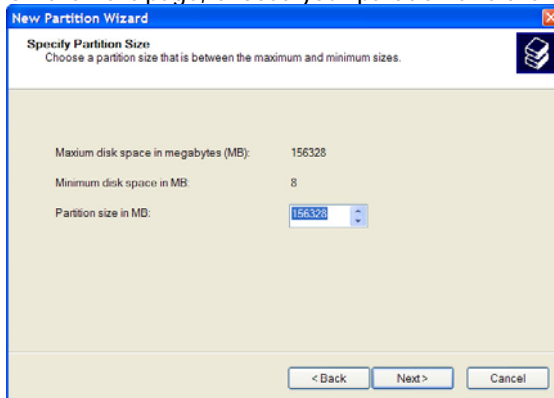 New Partition Wizard
Specify Partition Size
Choose a partition size that is between the maximum and minimum sizes.
Maxium disk space in megabytes (MB): 156328
Minimum disk space in MB: 8
Partition size in MB: 156328
< Back Next > Cancel